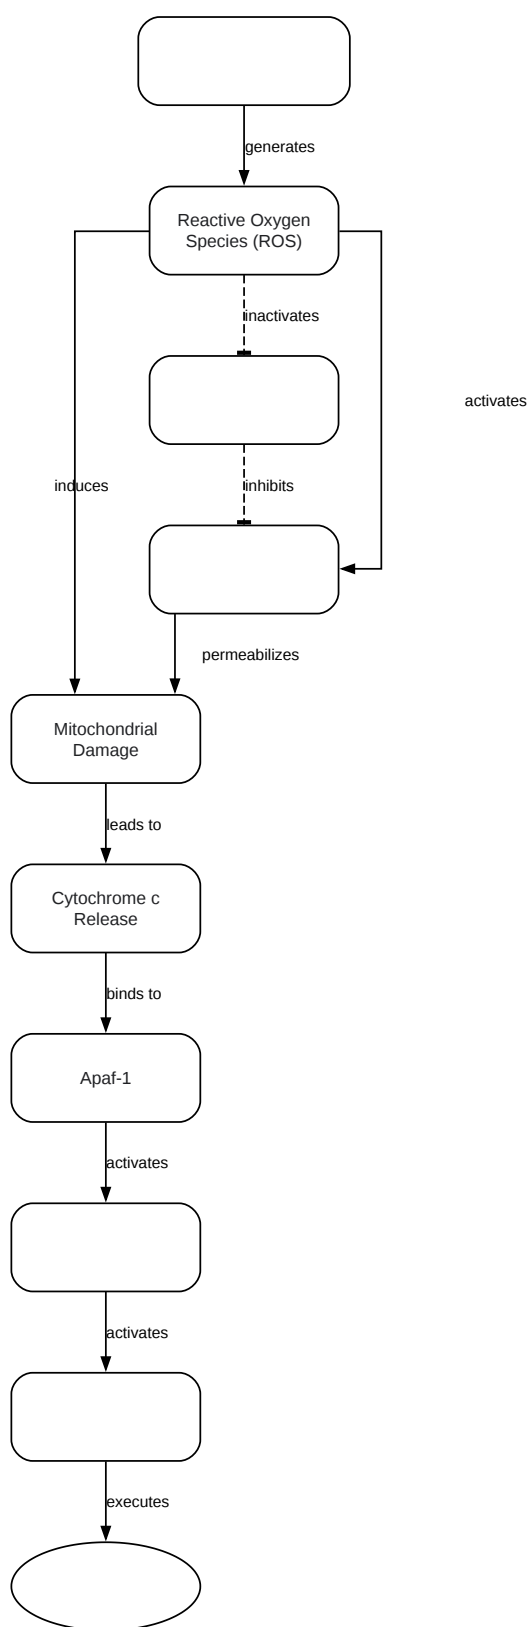 generates
Reactive Oxygen
Species (ROS)
inactivates
activates
induces
inhibits
permeabilizes
Mitochondrial
Damage
leads to
Cytochrome c
Release
binds to
Apaf-1
activates
activates
executes